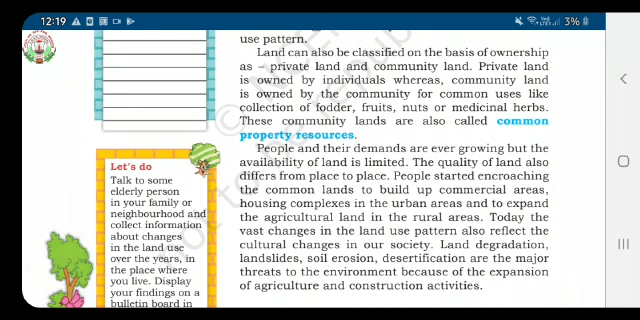 12:19
3%
use pattern.
Land can also be classified on the basis of ownership
as – private land and community land. Private land
is owned by individuals whereas, community land
is owned by the community for common uses like
collection of fodder, fruits, nuts or medicinal herbs.
These community lands are also called common
property resources.
People and their demands are ever growing but the
availability of land is limited. The quality of land also
differs from place to place. People started encroaching
the common lands to build up commercial areas,
housing complexes in the urban areas and to expand
the agricultural land in the rural areas. Today the
vast changes in the land use pattern also reflect the
cultural changes in our society. Land degradation,
landslides, soil erosion, desertification are the major
threats to the environment because of the expansion
of agriculture and construction activities.
Let's do
Talk to some
elderly person
in your family or
neighbourhood and
collect information
about changes
in the land use
over the years, in
the place where
you live. Display
your findings on a
bulletin board in